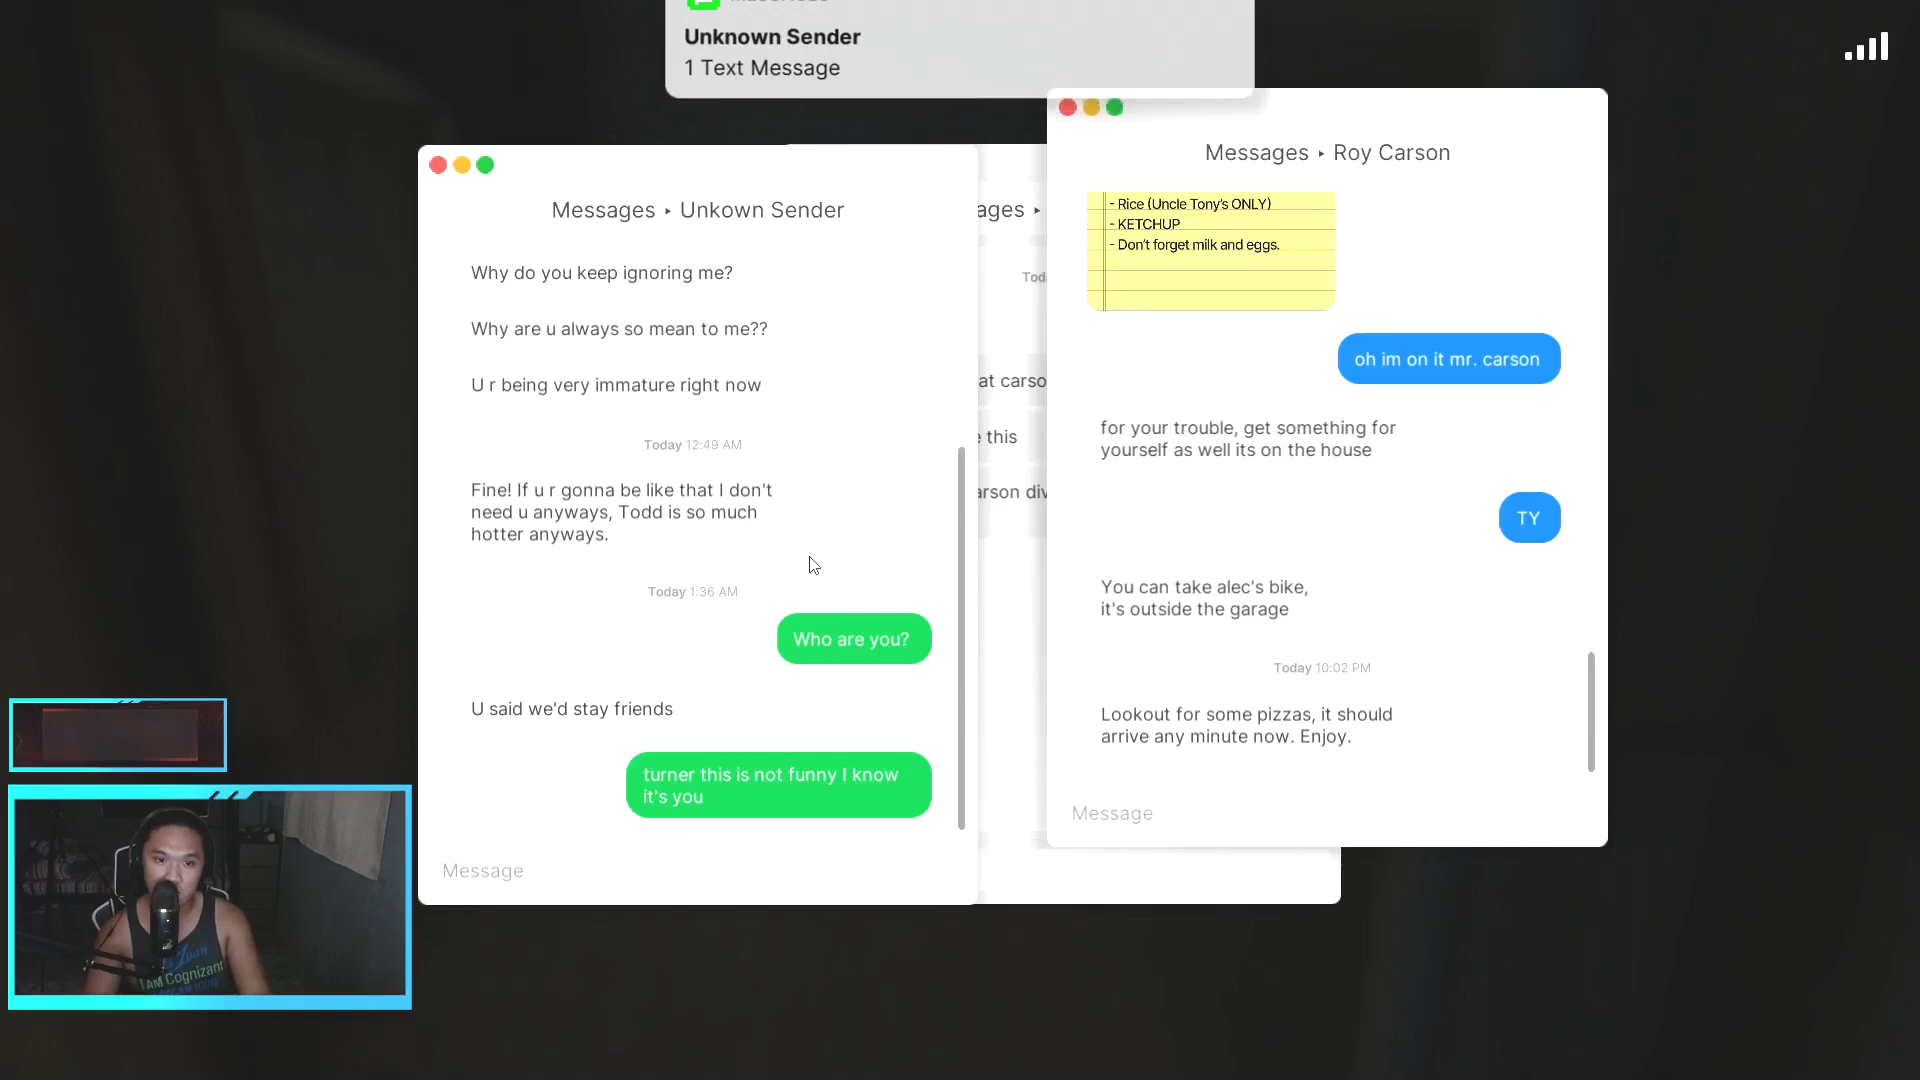 Unknown Sender
1 Text Message
Messages ▸ Unkown Sender
Why do you keep ignoring me?
Why are u always so mean to me??
U r being very immature right now
Today 12:49 AM
Fine! If u r gonna be like that I don't
need u anyways, Todd is so much
hotter anyways.
Today 1:36 AM
Who are you?
U said we'd stay friends
turner this is not funny I know
it's you
Message
ages ▸
at carso
this
arson div
Messages ▸ Roy Carson
- Rice (Uncle Tony's ONLY)
- KETCHUP
- Don't forget milk and eggs.
oh im on it mr. carson
for your trouble, get something for
yourself as well its on the house
TY
You can take alec's bike,
it's outside the garage
Today 10:02 PM
Lookout for some pizzas, it should
arrive any minute now. Enjoy.
Message
I AM Cognizant